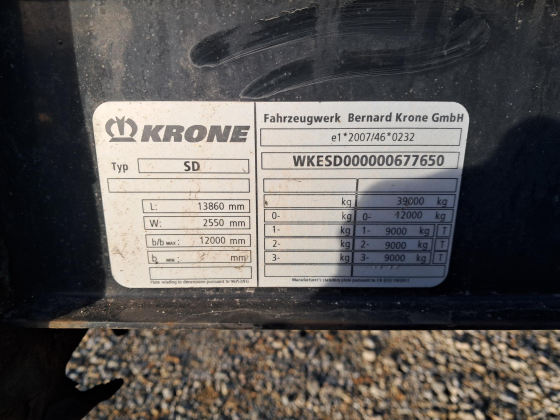 KRONE
Typ SD
L: 13860 mm
W: 2550 mm
b/b MAX: 12000 mm
b MIN: mm
Fahrzeugwerk Bernard Krone GmbH
e1*2007/46*0232
WKESD000000677650
kg 39000 kg
0- kg 0- 12000 kg
1- kg 1- 9000 kg T
2- kg 2- 9000 kg T
3- kg 3- 9000 kg T